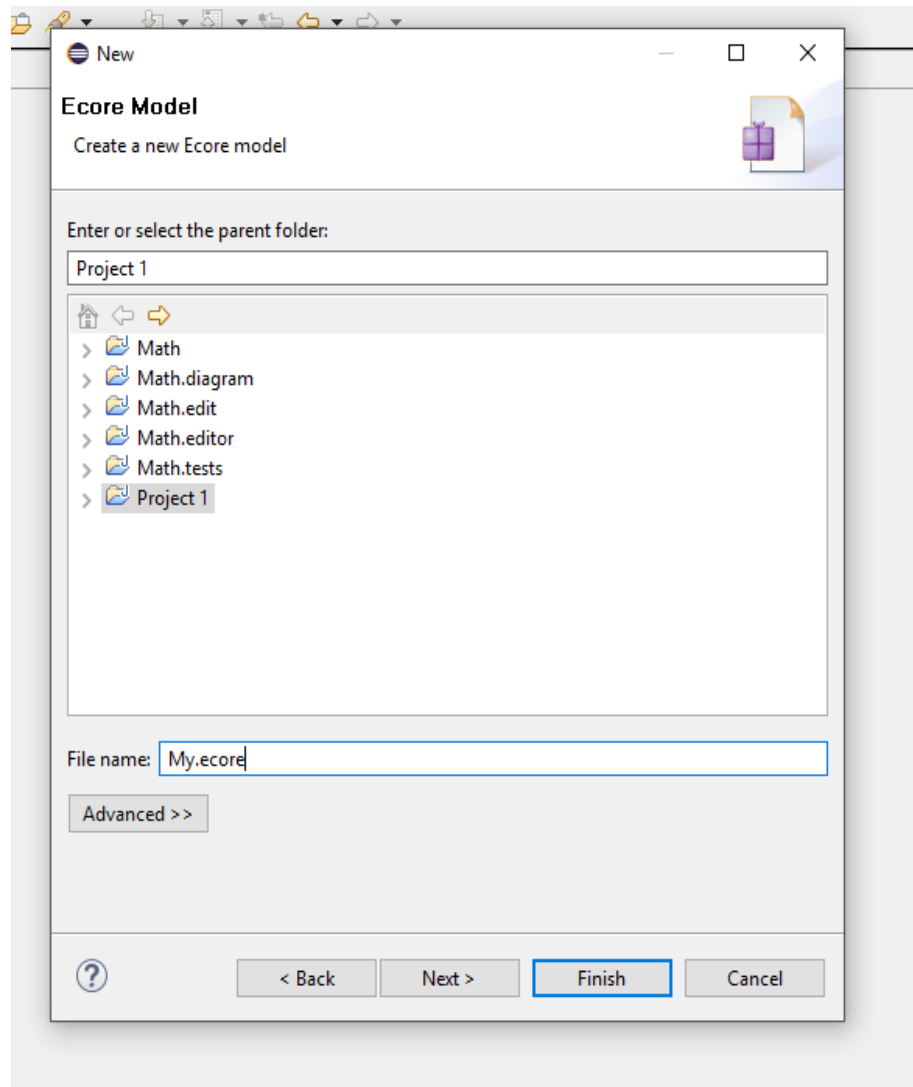 New
Ecore Model
Create a new Ecore model
Enter or select the parent folder:
Project 1
Math
Math.diagram
Math.edit
Math.editor
Math.tests
Project 1
File name: My.ecore
Advanced >>
< Back Next > Finish Cancel